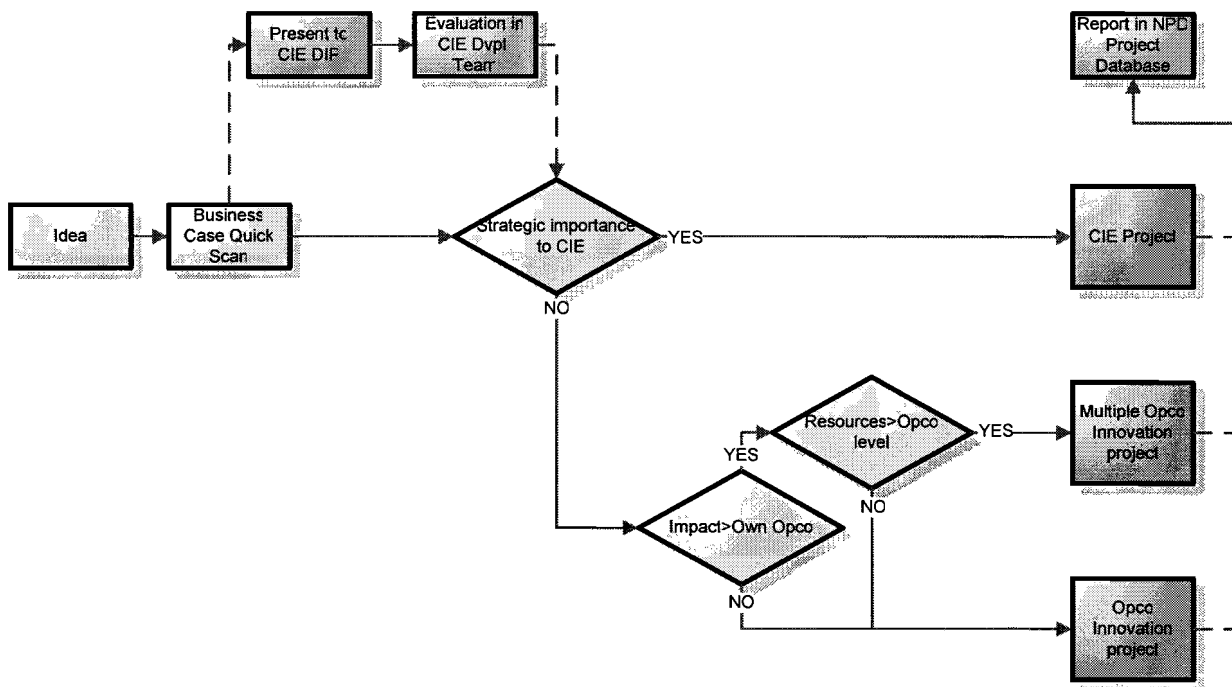 Present to
CIE DIP
Evaluation in
CIE Dvpl
Team
Report in NPD
Project
Database
Idea
Business
Case Quick
Scan
Strategic importance
to CIE
YES
CIE Project
NO
Resources>Opco
level
YES
Multiple Opco
Innovation
project
YES
NO
Impact>Own Opco
NO
Opco
Innovation
project